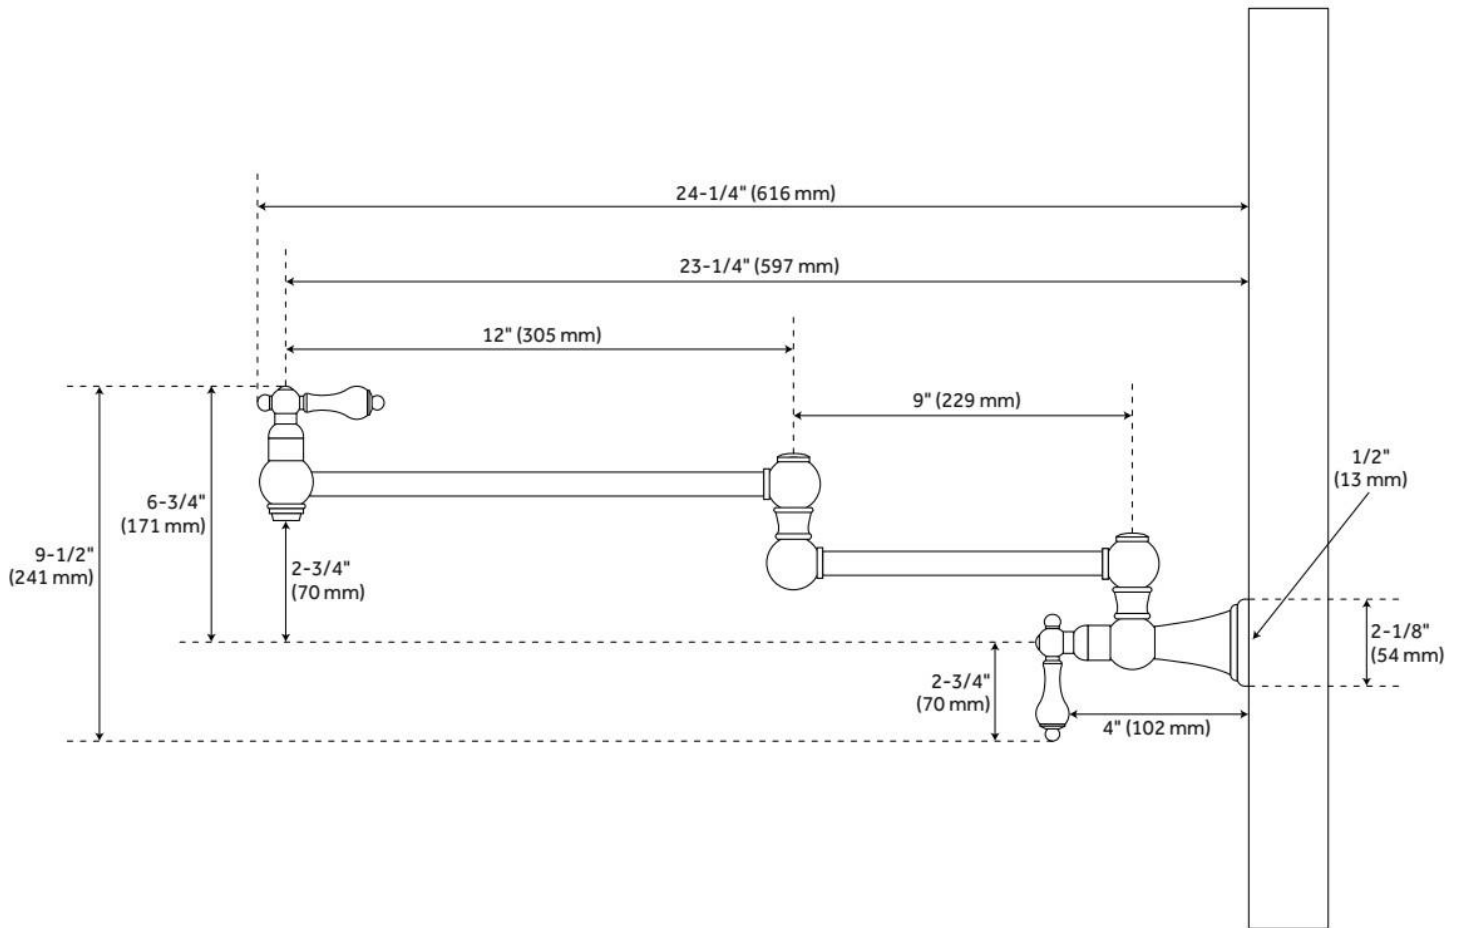 24-1/4" (616 mm)
23-1/4" (597 mm)
12" (305 mm)
9" (229 mm)
1/2"
(13 mm)
6-3/4"
(171 mm)
9-1/2"
(241 mm)
2-3/4"
(70 mm)
2-1/8"
(54 mm)
2-3/4"
(70 mm)
4" (102 mm)